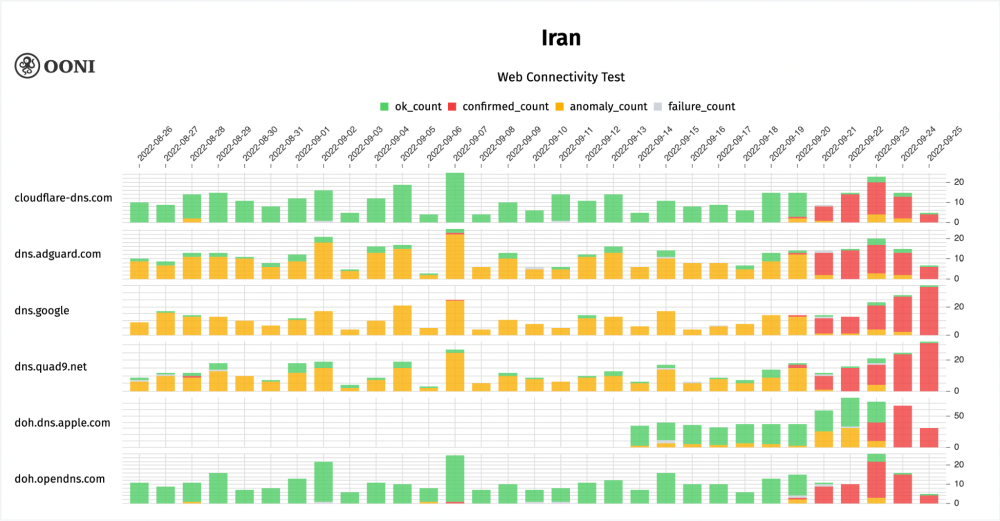 Iran
OONI
Web Connectivity Test
ok_count confirmed_count anomaly_count failure_count
2022-08-26 2022-08-27 2022-08-28 2022-08-29 2022-08-30 2022-08-31 2022-09-01 2022-09-02 2022-09-03 2022-09-04 2022-09-05 2022-09-06 2022-09-07 2022-09-08 2022-09-09 2022-09-10 2022-09-11 2022-09-12 2022-09-13 2022-09-14 2022-09-15 2022-09-16 2022-09-17 2022-09-18 2022-09-19 2022-09-20 2022-09-21 2022-09-22 2022-09-23 2022-09-24 2022-09-25
20
cloudflare-dns.com
10
0
20
dns.adguard.com
10
0
20
dns.google
0
20
dns.quad9.net
0
50
doh.dns.apple.com
0
20
doh.opendns.com
10
0